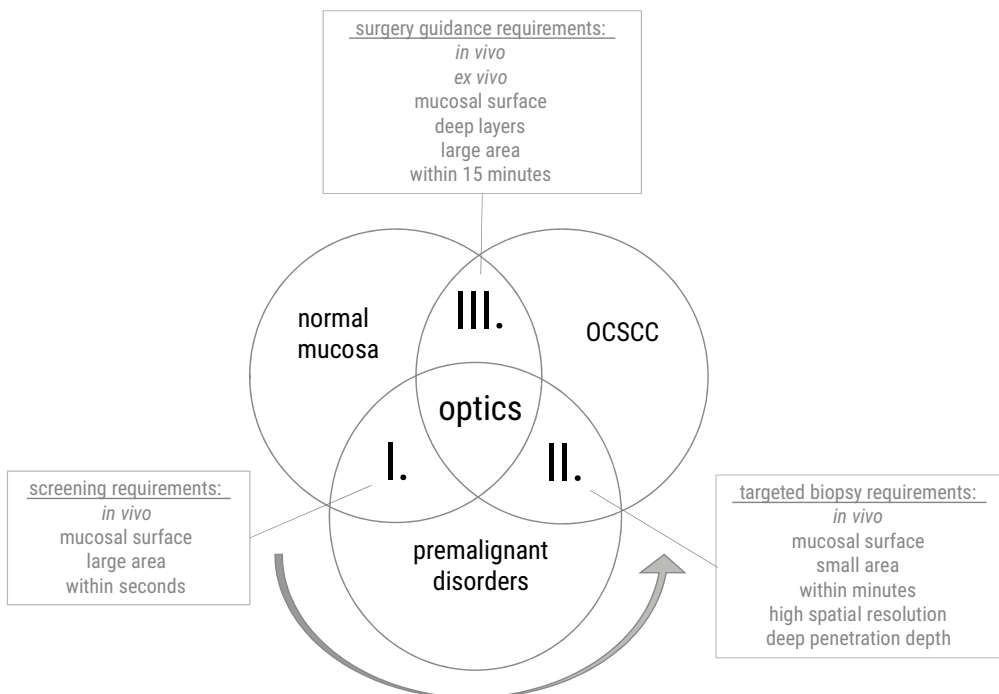 surgery guidance requirements:
in vivo
ex vivo
mucosal surface
deep layers
large area
within 15 minutes
normal
mucosa
III.
OCSCC
optics
I.
II.
premalignant
disorders
screening requirements:
in vivo
mucosal surface
large area
within seconds
targeted biopsy requirements:
in vivo
mucosal surface
small area
within minutes
high spatial resolution
deep penetration depth